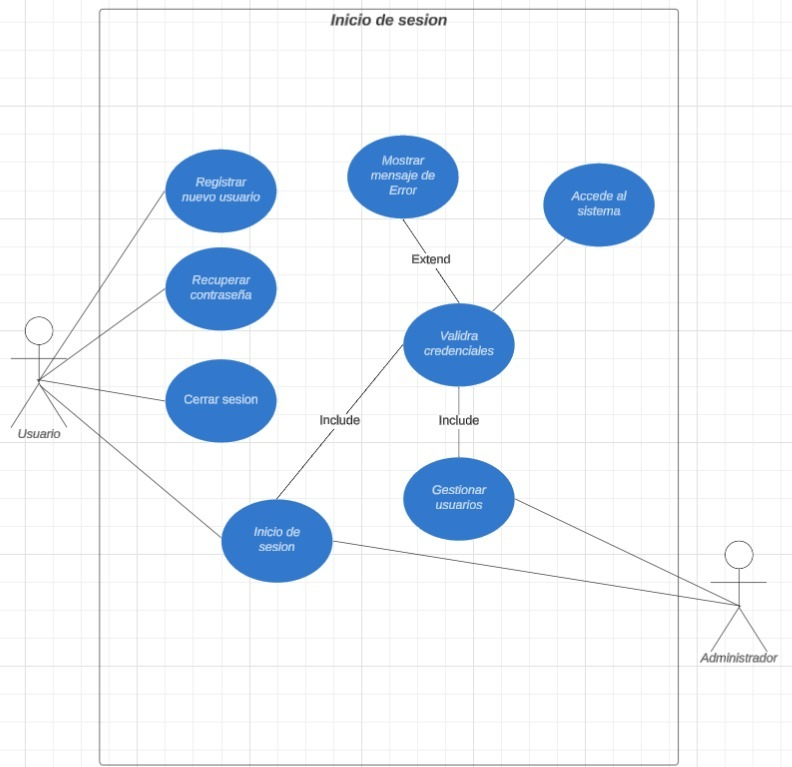 Inicio de sesion
Mostrar
mensaje de
Error
Registrar
nuevo usuario
Accede al
sistema
Extend
Recuperar
contraseña
Validra
credenciales
Cerrar sesion
Include
Include
Usuario
Gestionar
usuarios
Inicio de
sesion
Administrador